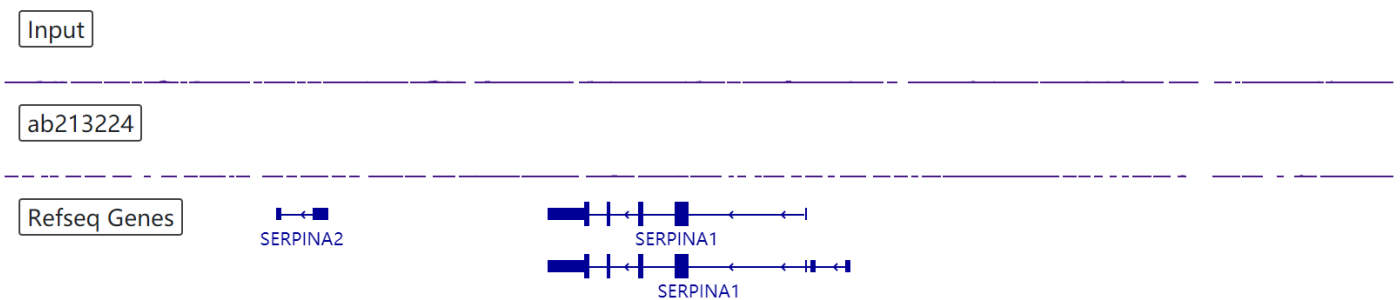 Input
ab213224
Refseq Genes
SERPINA2
SERPINA1
SERPINA1